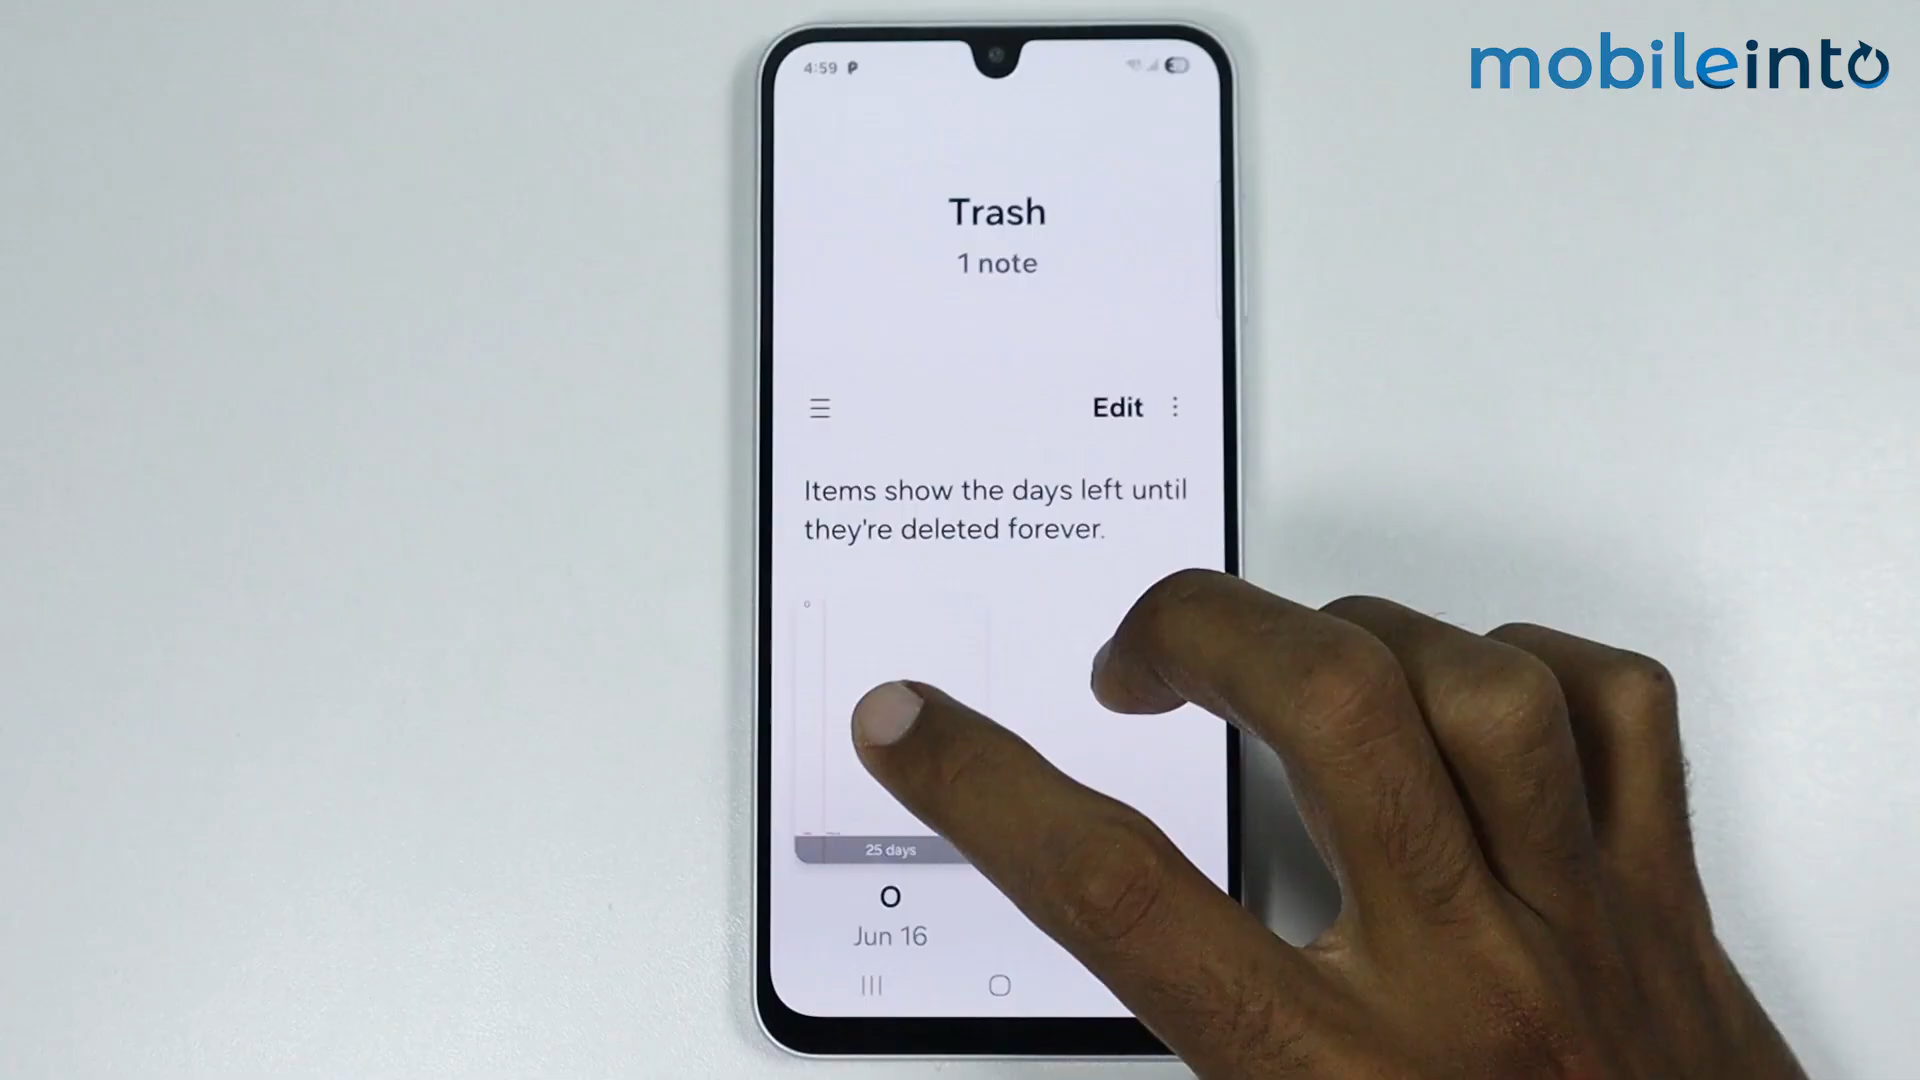 mobileinto
4:59
Trash
1 note
Edit
Items show the days left until
they're deleted forever.
25 days
O
Jun 16